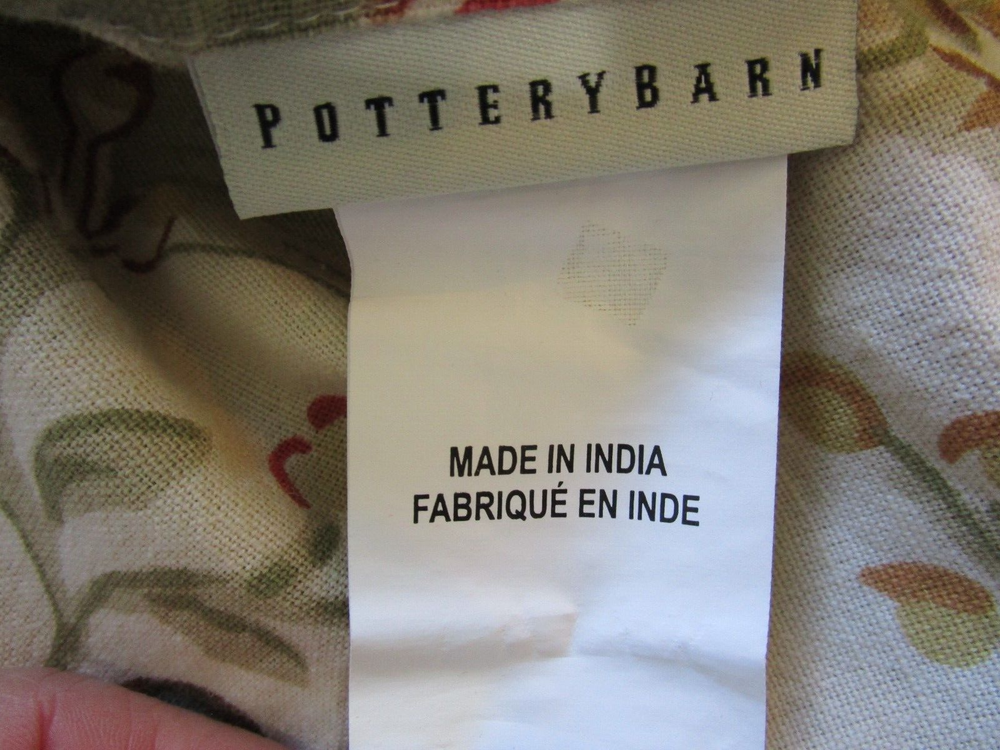 POTTERYBARN
MADE IN INDIA
FABRIQUÉ EN INDE